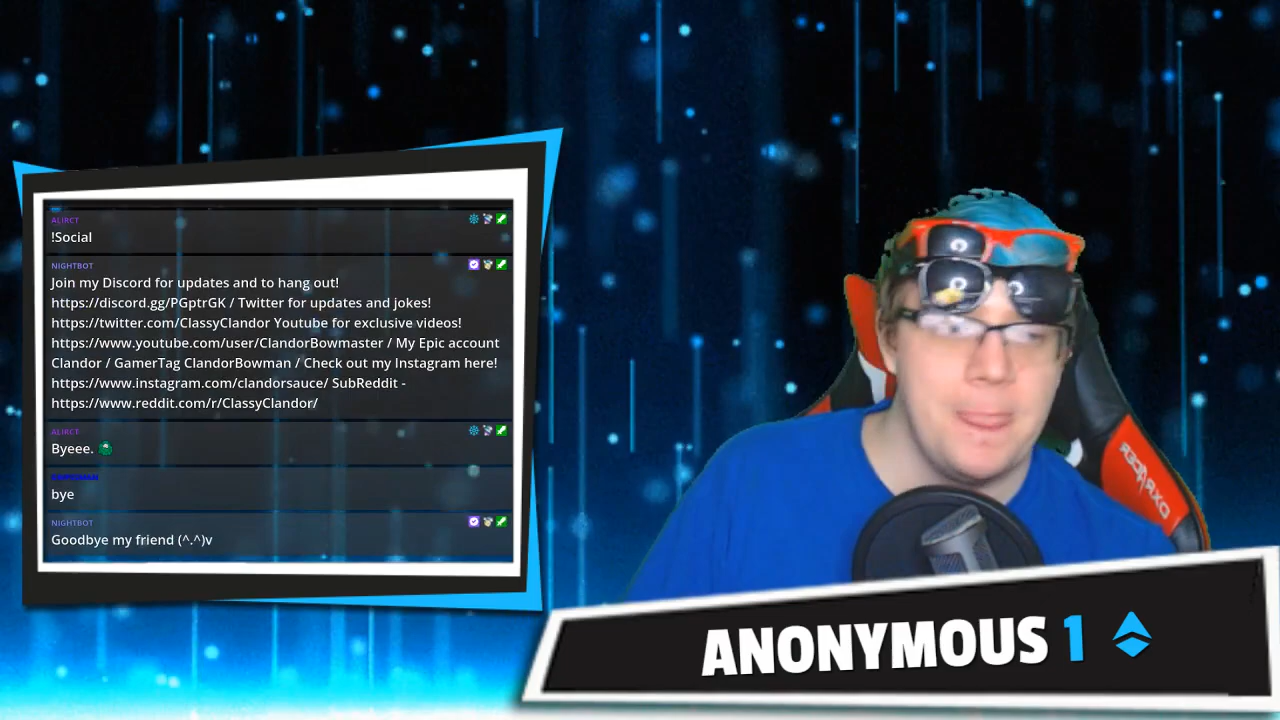 ALIRCT
!Social
NIGHTBOT
Join my Discord for updates and to hang out!
https://discord.gg/PGptrGK / Twitter for updates and jokes!
https://twitter.com/ClassyClandor Youtube for exclusive videos!
https://www.youtube.com/user/ClandorBowmaster / My Epic account
Clandor / GamerTag ClandorBowman / Check out my Instagram here!
https://www.instagram.com/clandorsauce/ SubReddit -
https://www.reddit.com/r/ClassyClandor/
ALIRCT
Byeee.
bye
NIGHTBOT
Goodbye my friend (^.^)v
DXRACER
DXR
ANONYMOUS 1